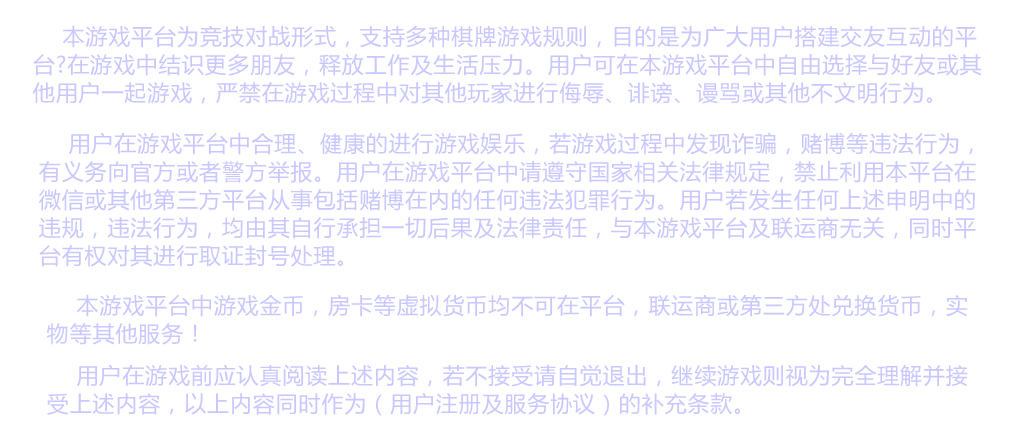 本游戏平台为竞技对战形式，支持多种棋牌游戏规则，目的是为广大用户搭建交友互动的平
台?在游戏中结识更多朋友，释放工作及生活压力。用户可在本游戏平台中自由选择与好友或其
他用户一起游戏，严禁在游戏过程中对其他玩家进行侮辱、诽谤、谩骂或其他不文明行为。
用户在游戏平台中合理、健康的进行游戏娱乐，若游戏过程中发现诈骗，赌博等违法行为，
有义务向官方或者警方举报。用户在游戏平台中请遵守国家相关法律规定，禁止利用本平台在
微信或其他第三方平台从事包括赌博在内的任何违法犯罪行为。用户若发生任何上述申明中的
违规，违法行为，均由其自行承担一切后果及法律责任，与本游戏平台及联运商无关，同时平
台有权对其进行取证封号处理。
本游戏平台中游戏金币，房卡等虚拟货币均不可在平台，联运商或第三方处兑换货币，实
物等其他服务！
用户在游戏前应认真阅读上述内容，若不接受请自觉退出，继续游戏则视为完全理解并接
受上述内容，以上内容同时作为（用户注册及服务协议）的补充条款。